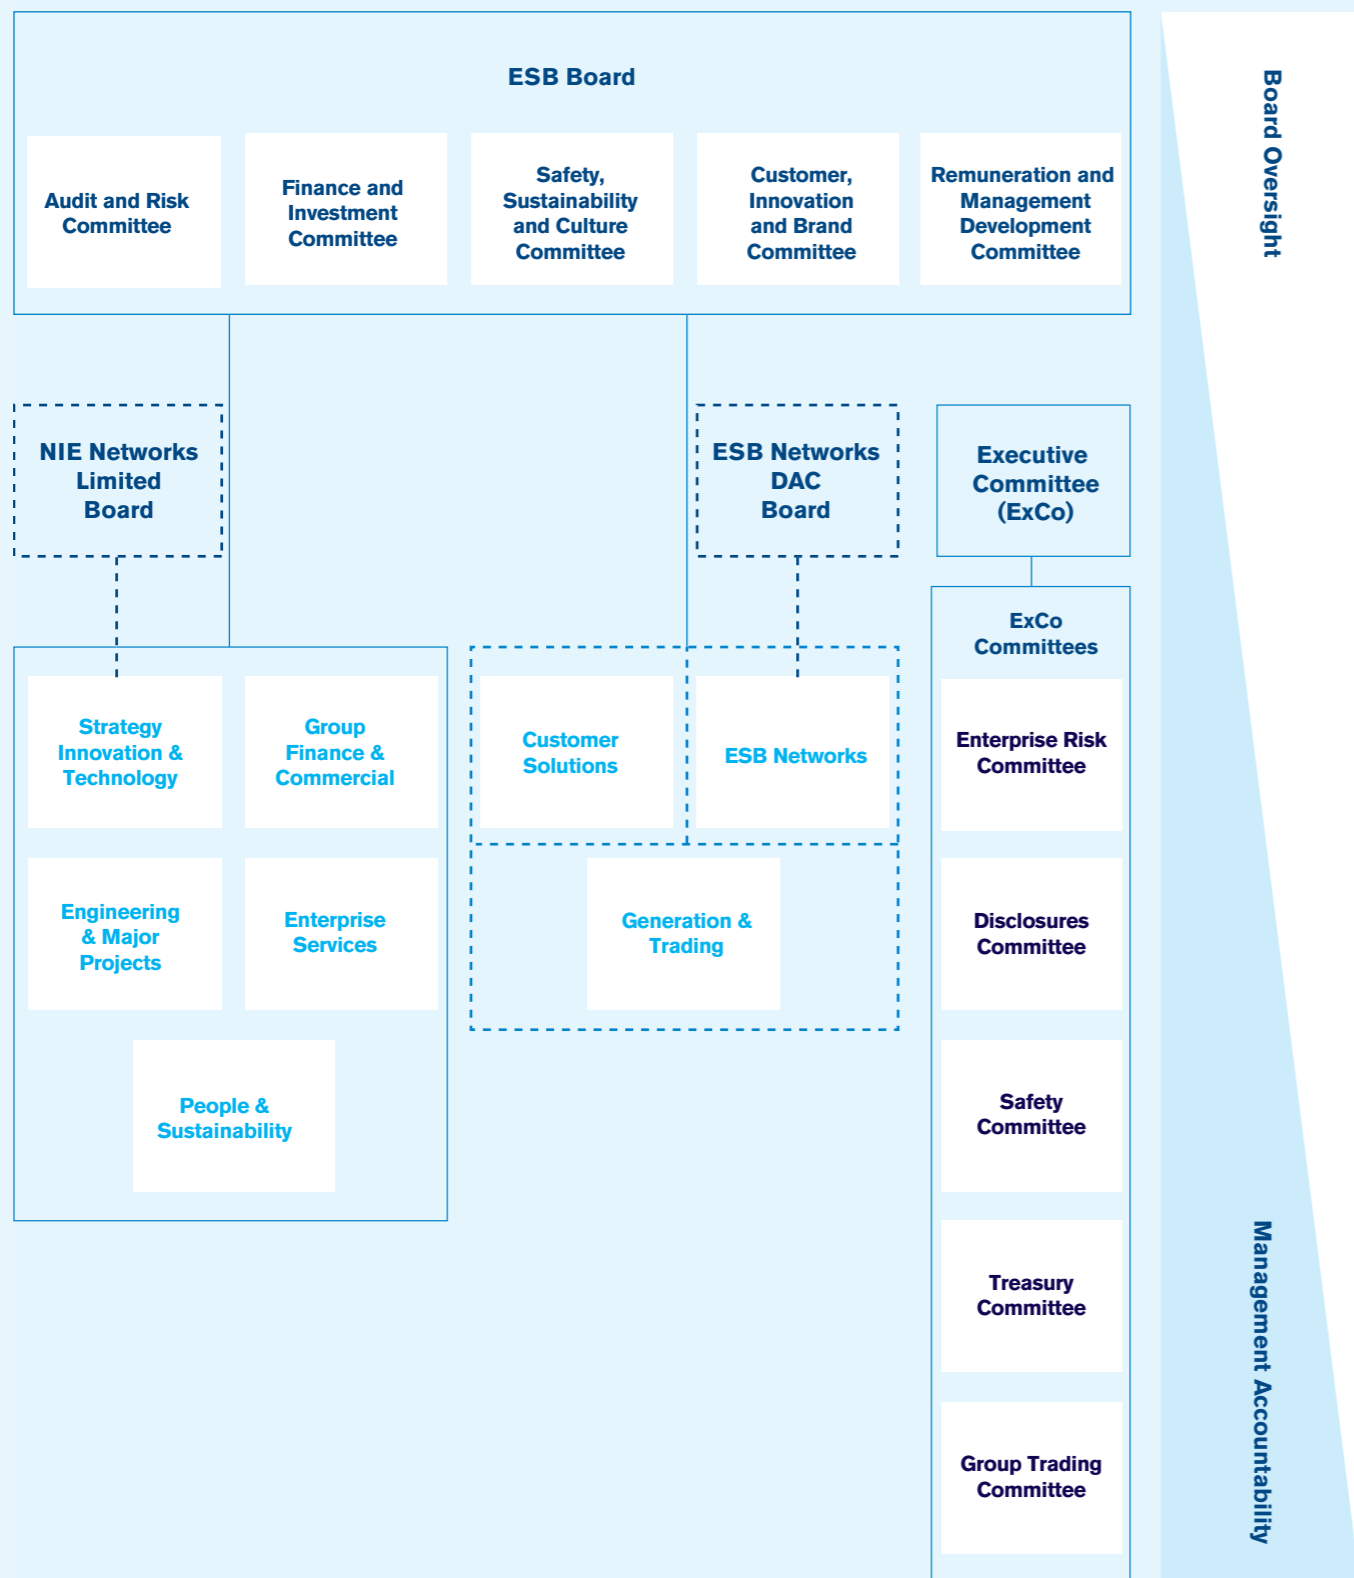 ESB Board
Audit and Risk
Committee
Finance and
Investment
Committee
Safety,
Sustainability
and Culture
Committee
Customer,
Innovation
and Brand
Committee
Remuneration and
Management
Development
Committee
Board Oversight
NIE Networks
Limited
Board
ESB Networks
DAC
Board
Executive
Committee
(ExCo)
ExCo
Committees
Strategy
Innovation &
Technology
Group
Finance &
Commercial
Customer
Solutions
ESB Networks
Enterprise Risk
Committee
Engineering
& Major
Projects
Enterprise
Services
Generation &
Trading
Disclosures
Committee
People &
Sustainability
Safety
Committee
Treasury
Committee
Group Trading
Committee
Management Accountability